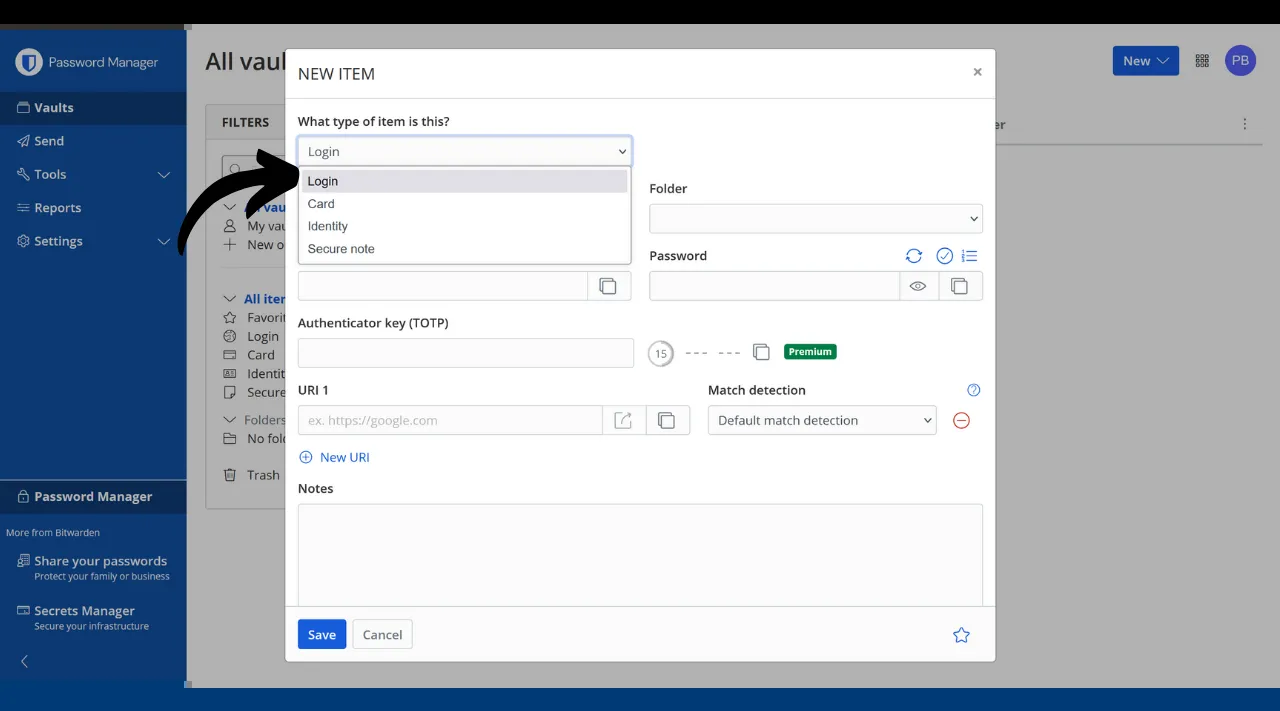 Password Manager
Vaults
Send
Tools
Reports
Settings
Password Manager
More from Bitwarden
Share your passwords
Protect your family or business
Secrets Manager
Secure your infrastructure
All vaul
New
PB
FILTERS
All vau
My vau
New o
All iter
Favorit
Login
Card
Identit
Secure
Folders
No fold
Trash
er
NEW ITEM
×
What type of item is this?
Login
Login
Card
Identity
Secure note
Folder
Password
Authenticator key (TOTP)
15 --- --- Premium
URI 1
Match detection
ex. https://google.com
Default match detection
New URI
Notes
Save
Cancel